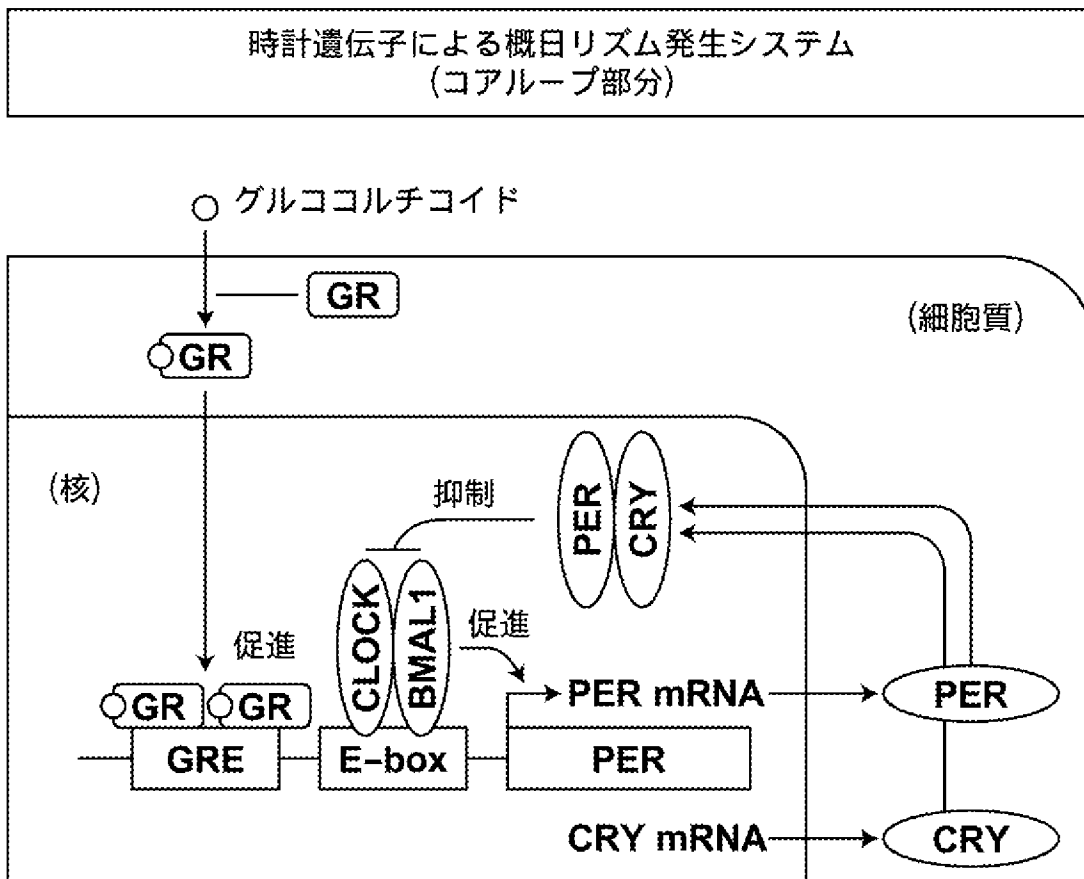 時計遺伝子による概日リズム発生システム
(コアループ部分)
グルココルチコイド
GR
(細胞質)
GR
(核)
抑制
PER
CRY
CLOCK
BMAL1
促進
促進
GR
GR
PER mRNA
PER
GRE
E-box
PER
CRY mRNA
CRY